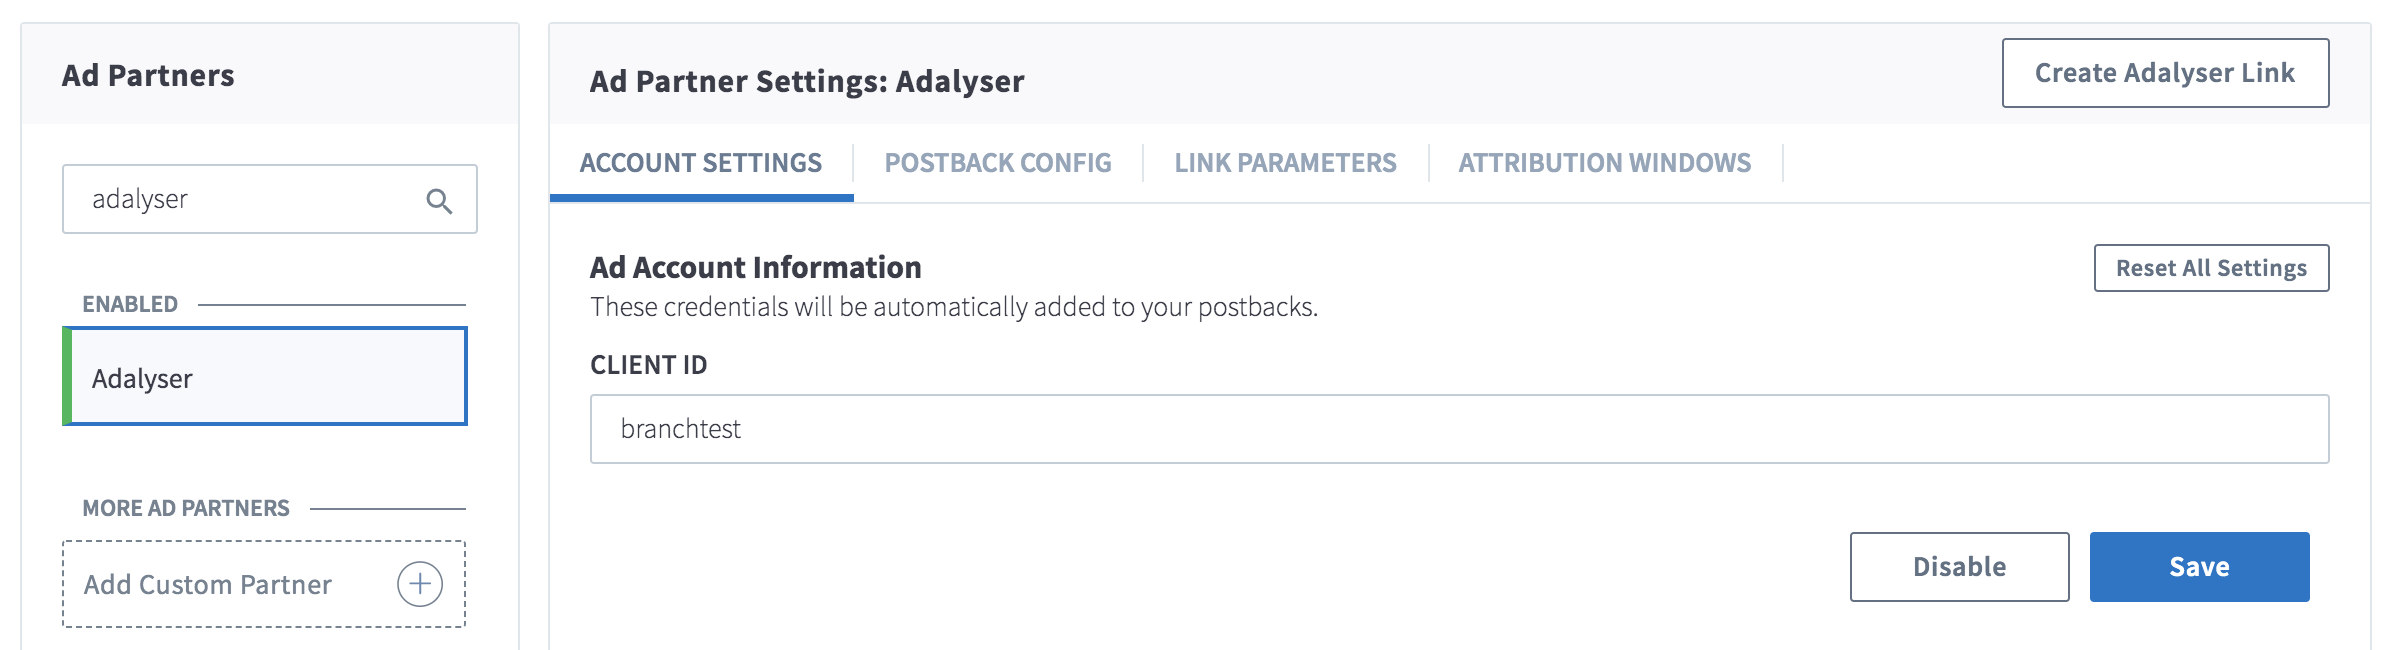 Ad Partners
adalyser
ENABLED
Adalyser
MORE AD PARTNERS
Add Custom Partner
Ad Partner Settings: Adalyser
Create Adalyser Link
ACCOUNT SETTINGS
POSTBACK CONFIG
LINK PARAMETERS
ATTRIBUTION WINDOWS
Ad Account Information
Reset All Settings
These credentials will be automatically added to your postbacks.
CLIENT ID
branchtest
Disable
Save